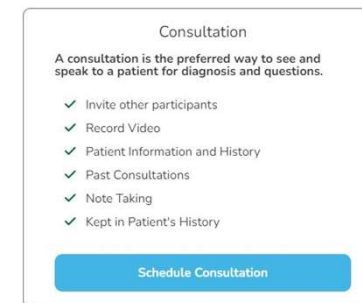 Consultation
A consultation is the preferred way to see and
speak to a patient for diagnosis and questions.
Invite other participants
Record Video
Patient Information and History
Past Consultations
Note Taking
Kept in Patient's History
Schedule Consultation